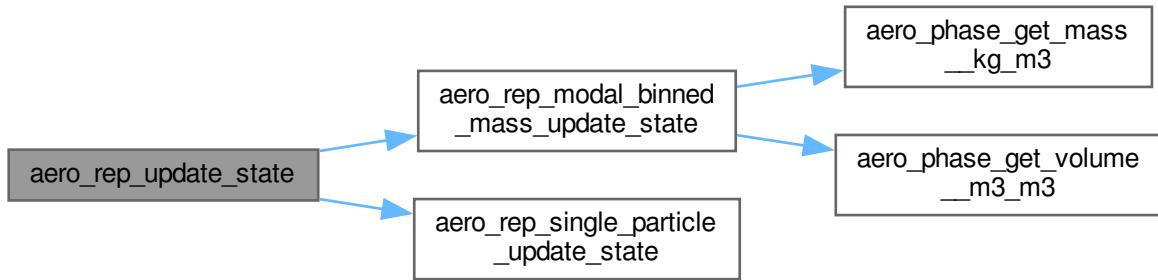 aero_rep_update_state
aero_rep_modal_binned
_mass_update_state
aero_rep_single_particle
_update_state
aero_phase_get_mass
__kg_m3
aero_phase_get_volume
__m3_m3